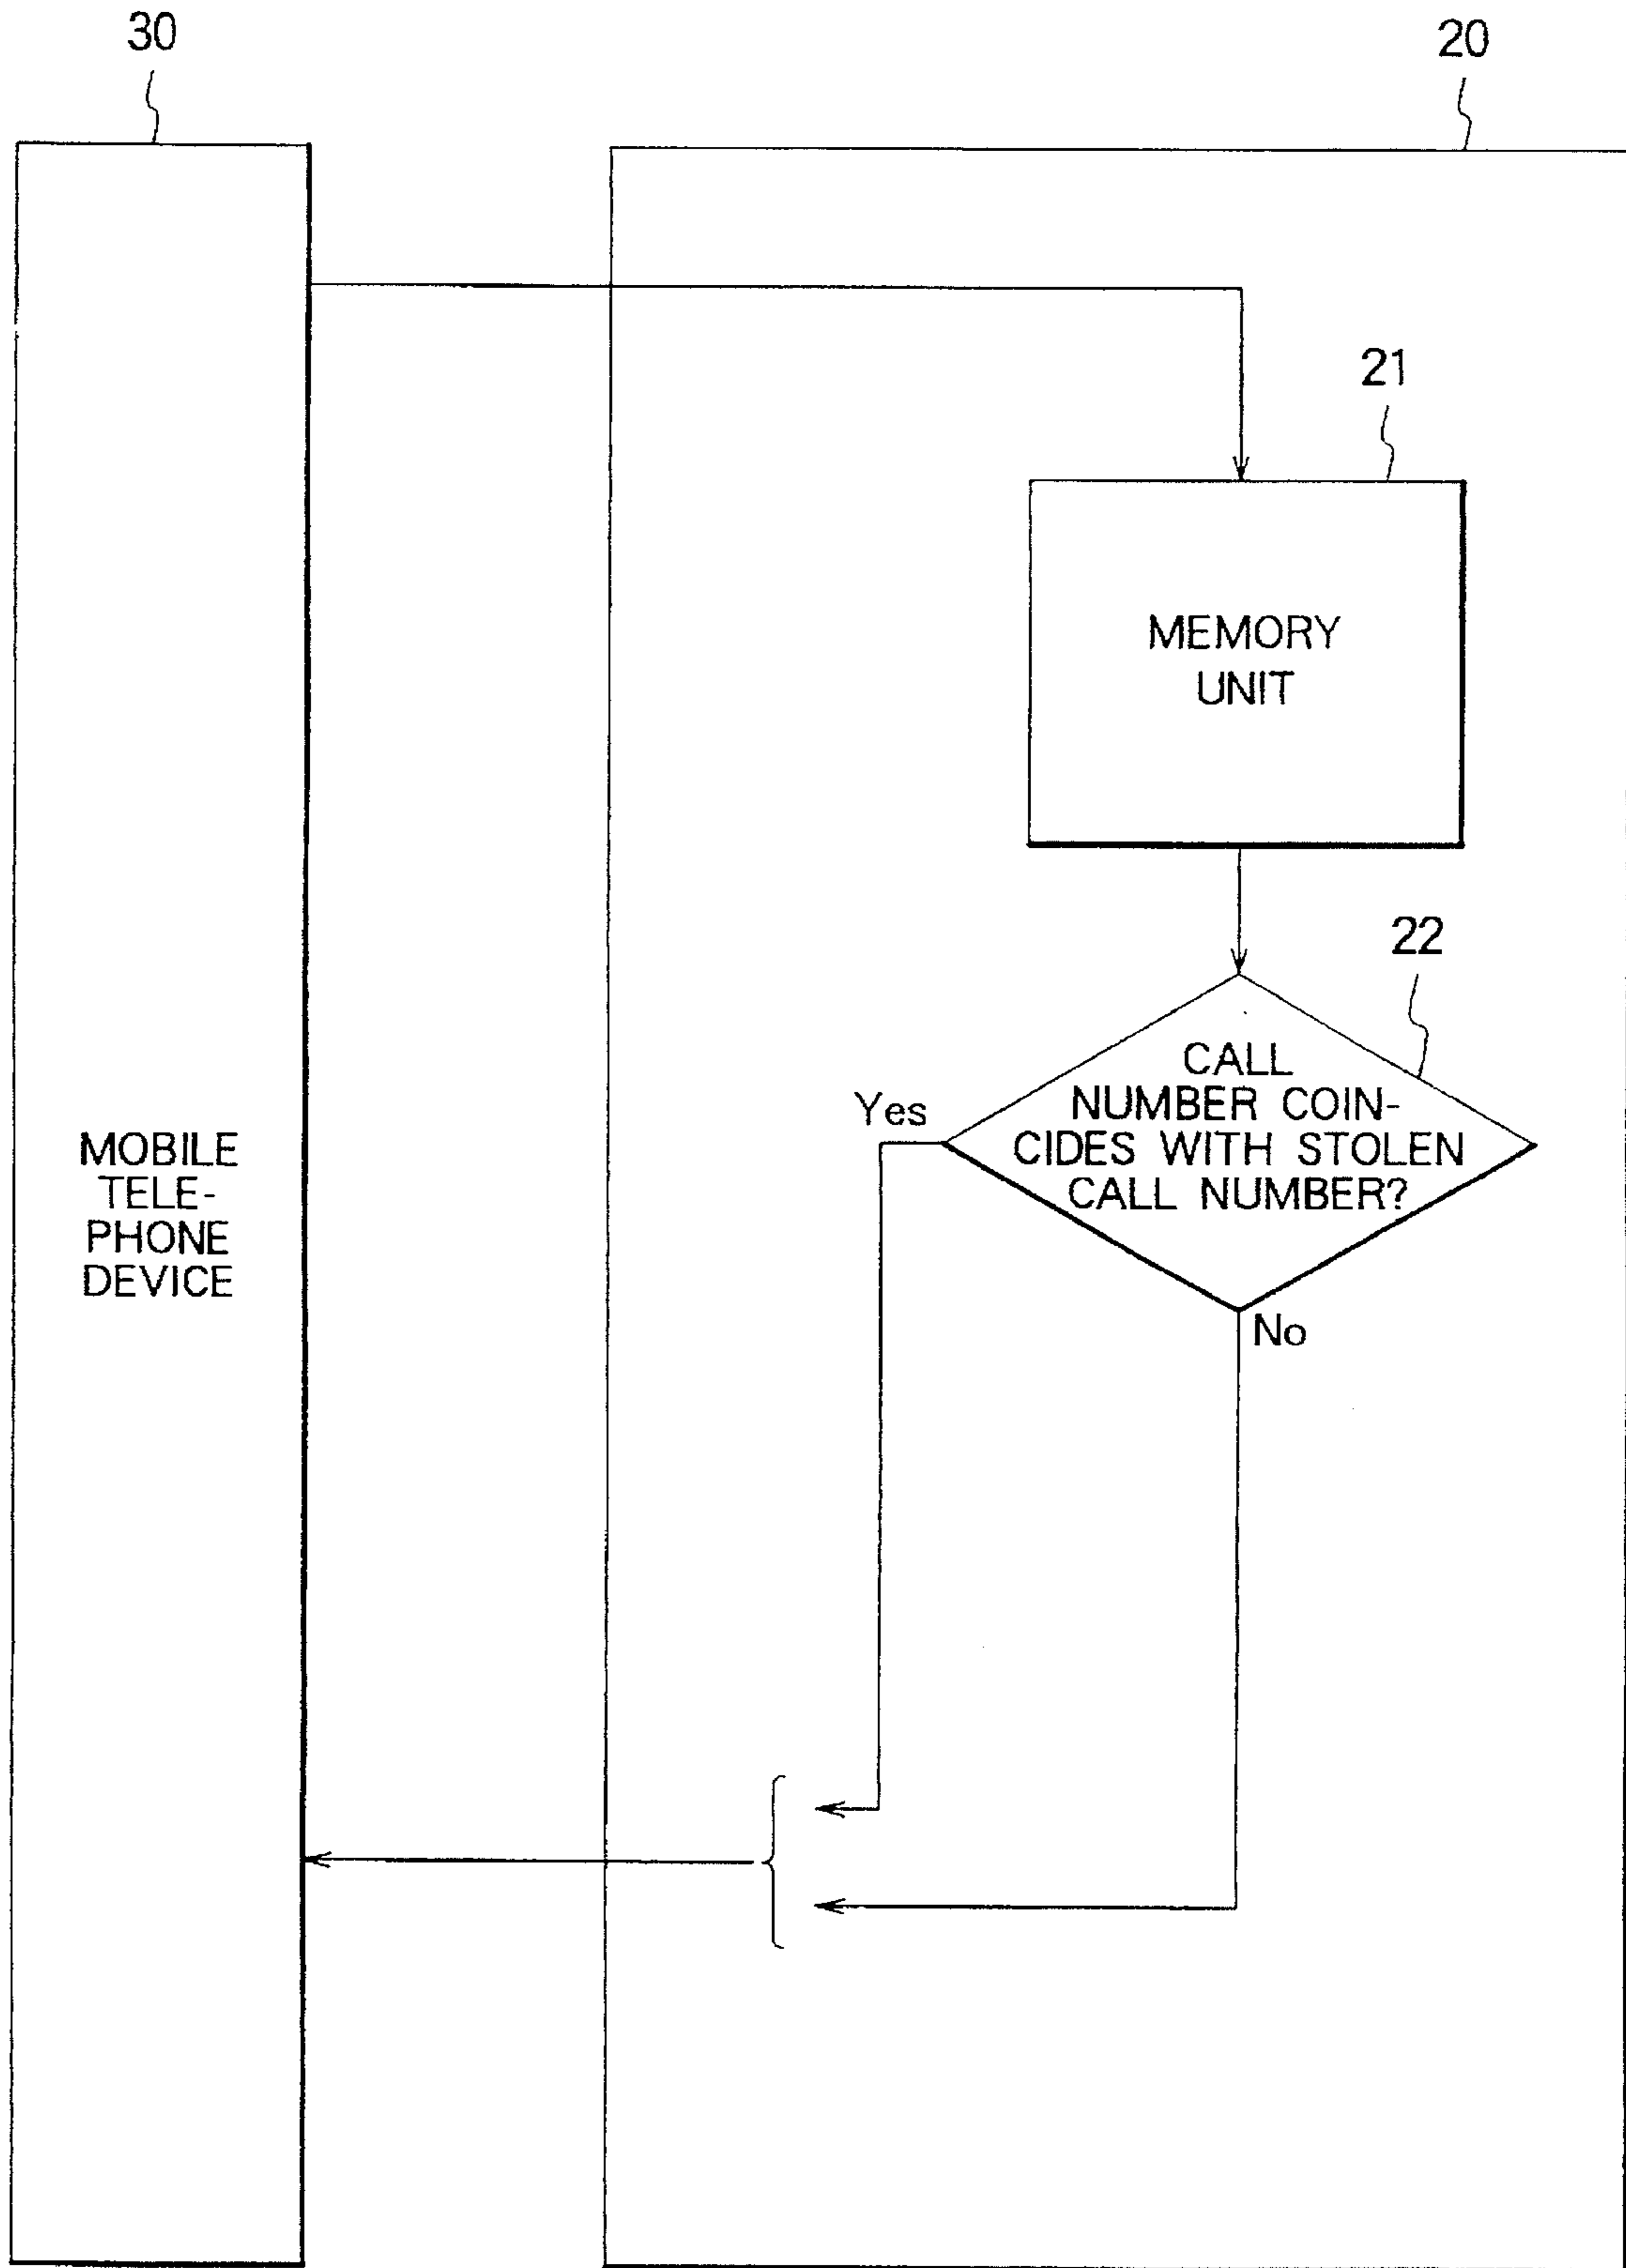 30
20
21
MEMORY
UNIT
22
CALL
NUMBER COIN-
CIDES WITH STOLEN
CALL NUMBER?
Yes
No
MOBILE
TELE-
PHONE
DEVICE